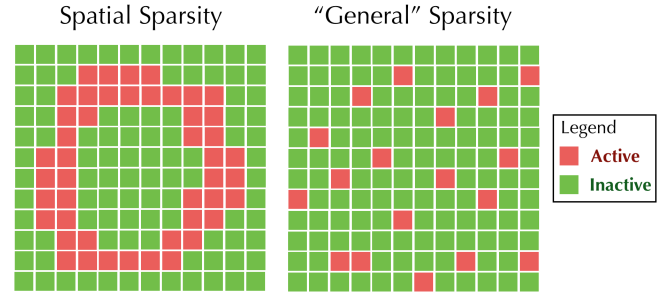 Spatial Sparsity
“General” Sparsity
Legend
Active
Inactive